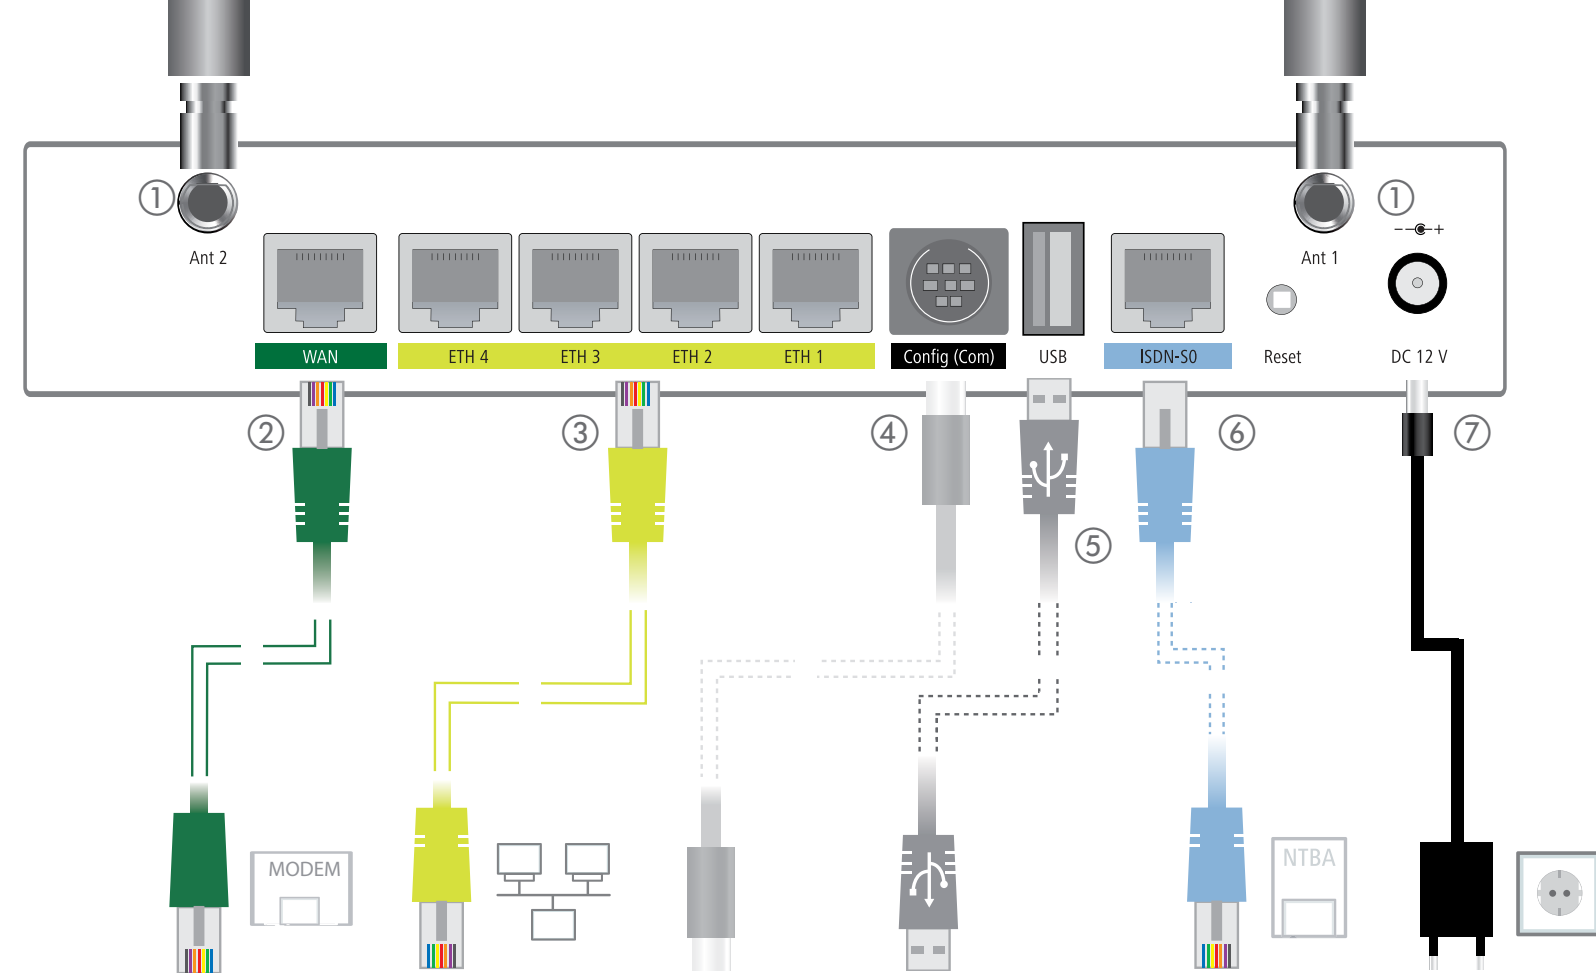 ① ①
Ant 2 Ant 1
WAN ETH 4 ETH 3 ETH 2 ETH 1 Config (Com) USB ISDN-S0 Reset DC 12 V
② ③ ④ ⑥ ⑦
⑤
MODEM NTBA